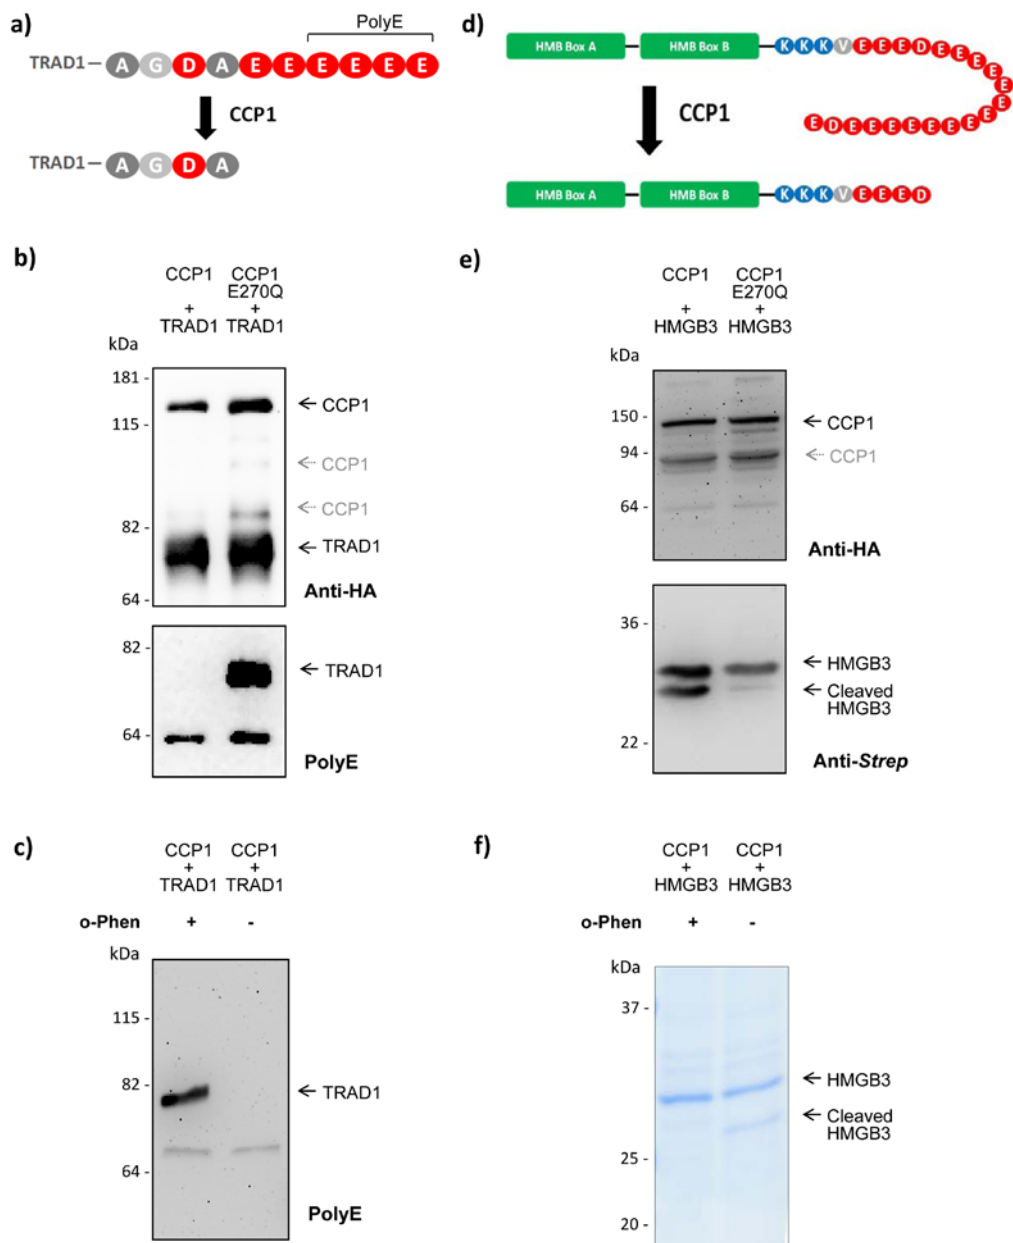 a)
PolyE
TRAD1 – A G D A E E E E E E
CCP1
TRAD1 – A G D A
b)
CCP1 + TRAD1
CCP1 E270Q + TRAD1
kDa
181 -
115 -
82 -
64 -
CCP1
CCP1
CCP1
TRAD1
Anti-HA
82 -
64 -
TRAD1
PolyE
c)
CCP1 + TRAD1
CCP1 + TRAD1
o-Phen + -
kDa
115 -
82 -
64 -
TRAD1
PolyE
d)
HMB Box A HMB Box B K K K V E E E D E E E E E E
E
E
E
E D E E E E E E E E E
CCP1
HMB Box A HMB Box B K K K V E E E D
e)
CCP1 + HMGB3
CCP1 E270Q + HMGB3
kDa
150 -
94 -
64 -
CCP1
CCP1
Anti-HA
36 -
22 -
HMGB3
Cleaved
HMGB3
Anti-Strep
f)
CCP1 + HMGB3
CCP1 + HMGB3
o-Phen + -
kDa
37 -
25 -
20 -
HMGB3
Cleaved
HMGB3